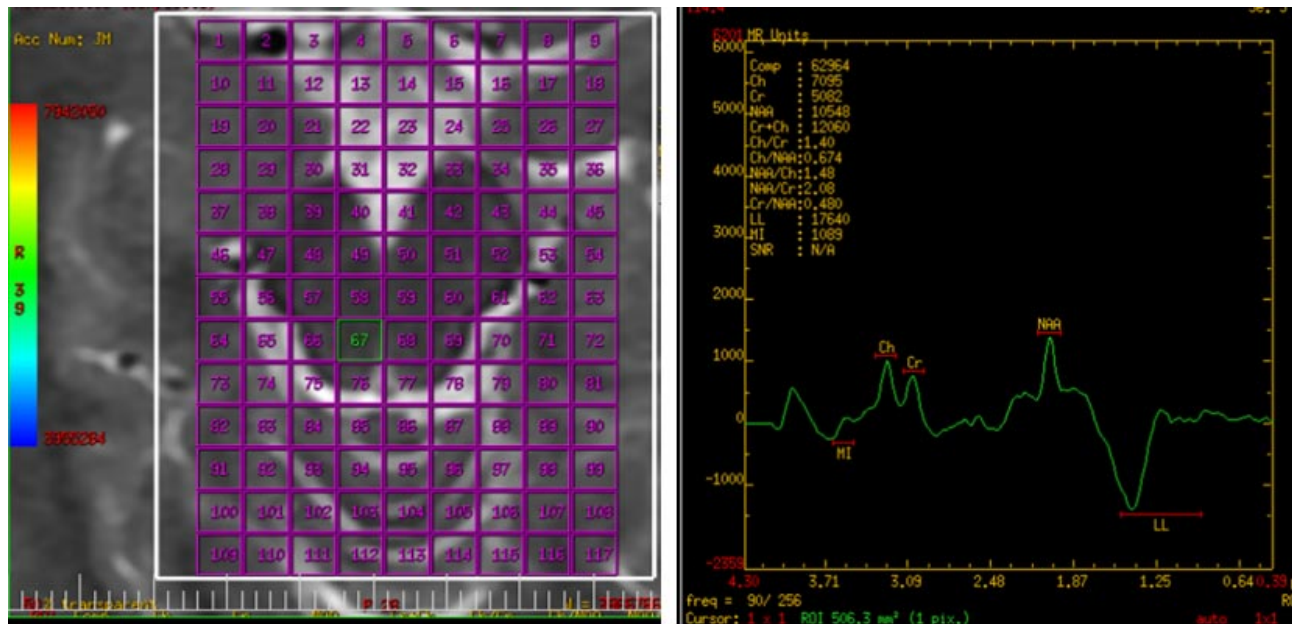 Acc Num: JM
7942060
R
3
9
3955284
1 2 3 4 5 6 7 8 9
10 11 12 13 14 15 16 17 18
19 20 21 22 23 24 25 26 27
28 29 30 31 32 33 34 35 36
37 38 39 40 41 42 43 44 45
46 47 48 49 50 51 52 53 54
55 56 57 58 59 60 61 62 63
64 65 66 67 68 69 70 71 72
73 74 75 76 77 78 79 80 81
82 83 84 85 86 87 88 89 90
91 92 93 94 95 96 97 98 99
100 101 102 103 104 105 106 107 108
109 110 111 112 113 114 115 116 117
transparent
6201 MR Units
6000
5000
4000
3000
2000
1000
0
-1000
-2359
Comp : 62964
Ch : 7095
Cr : 5082
NAA : 10548
Cr+Ch : 12060
Ch/Cr :1.40
Ch/NAA:0.674
NAA/Ch:1.48
NAA/Cr:2.08
Cr/NAA:0.480
LL : 17640
MI : 1089
SNR : N/A
NAA
Ch
Cr
MI
LL
4.30 3.71 3.09 2.48 1.87 1.25 0.64 0.39
freq = 90/ 256
Cursor: 1 x 1 ROI 506.3 mm² (1 pix.) auto 1x1